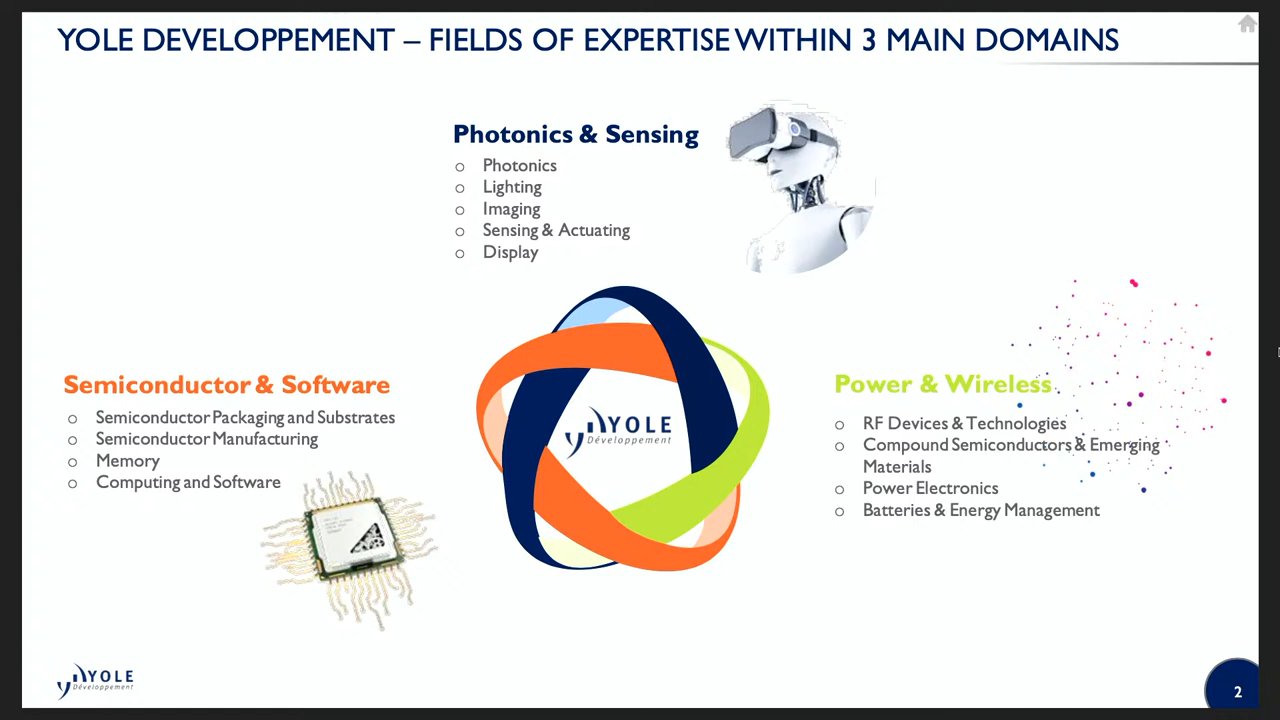 YOLE DEVELOPPEMENT – FIELDS OF EXPERTISE WITHIN 3 MAIN DOMAINS
Photonics & Sensing
o Photonics
o Lighting
o Imaging
o Sensing & Actuating
o Display
Semiconductor & Software
o Semiconductor Packaging and Substrates
o Semiconductor Manufacturing
o Memory
o Computing and Software
YOLE
Développement
Power & Wireless
o RF Devices & Technologies
o Compound Semiconductors & Emerging
Materials
o Power Electronics
o Batteries & Energy Management
YOLE
Développement
2